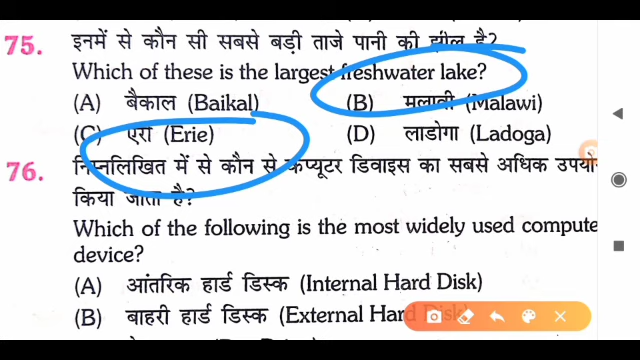 75. इनमें से कौन सी सबसे बड़ी ताजे पानी की झील है?
Which of these is the largest freshwater lake?
(A) बैकाल (Baikal) (B) मलावी (Malawi)
(C) एरी (Erie) (D) लाडोगा (Ladoga)
76. निम्नलिखित में से कौन से कंप्यूटर डिवाइस का सबसे अधिक उपयो
किया जाता है?
Which of the following is the most widely used compute
device?
(A) आंतरिक हार्ड डिस्क (Internal Hard Disk)
(B) बाहरी हार्ड डिस्क (External Hard Disk)